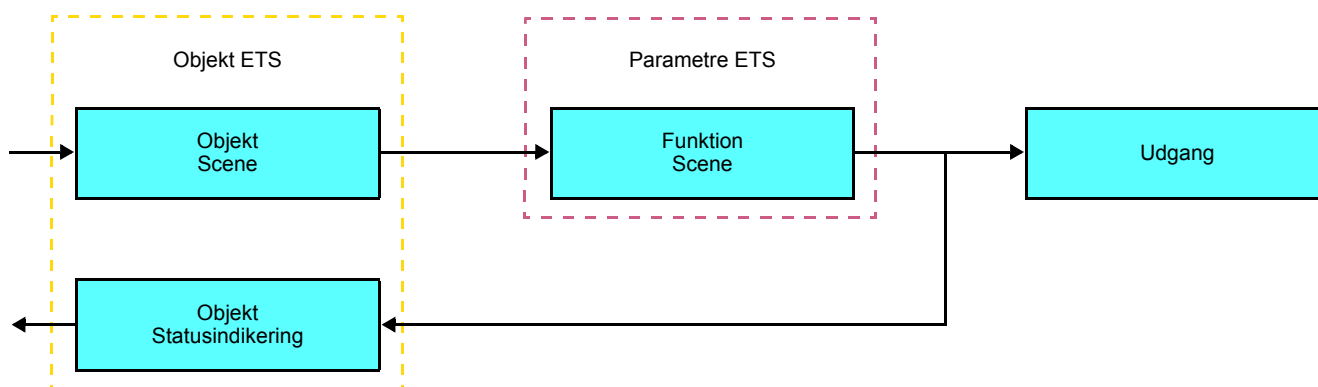 Objekt ETS
Parametre ETS
Objekt
Scene
Funktion
Scene
Udgang
Objekt
Statusindikering